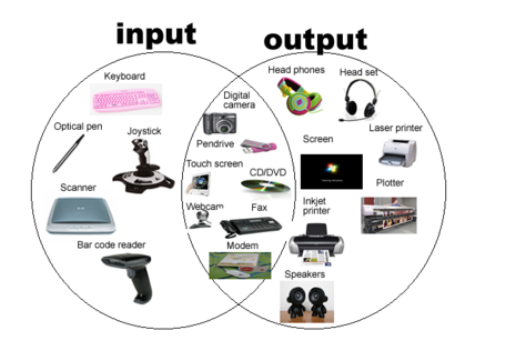 input
output
Keyboard
Head phones
Head set
Digital
camera
Optical pen
Joystick
Laser printer
Pendrive
Screen
Touch screen
CD/DVD
Plotter
Scanner
Webcam
Fax
Inkjet
printer
Bar code reader
Modem
Speakers